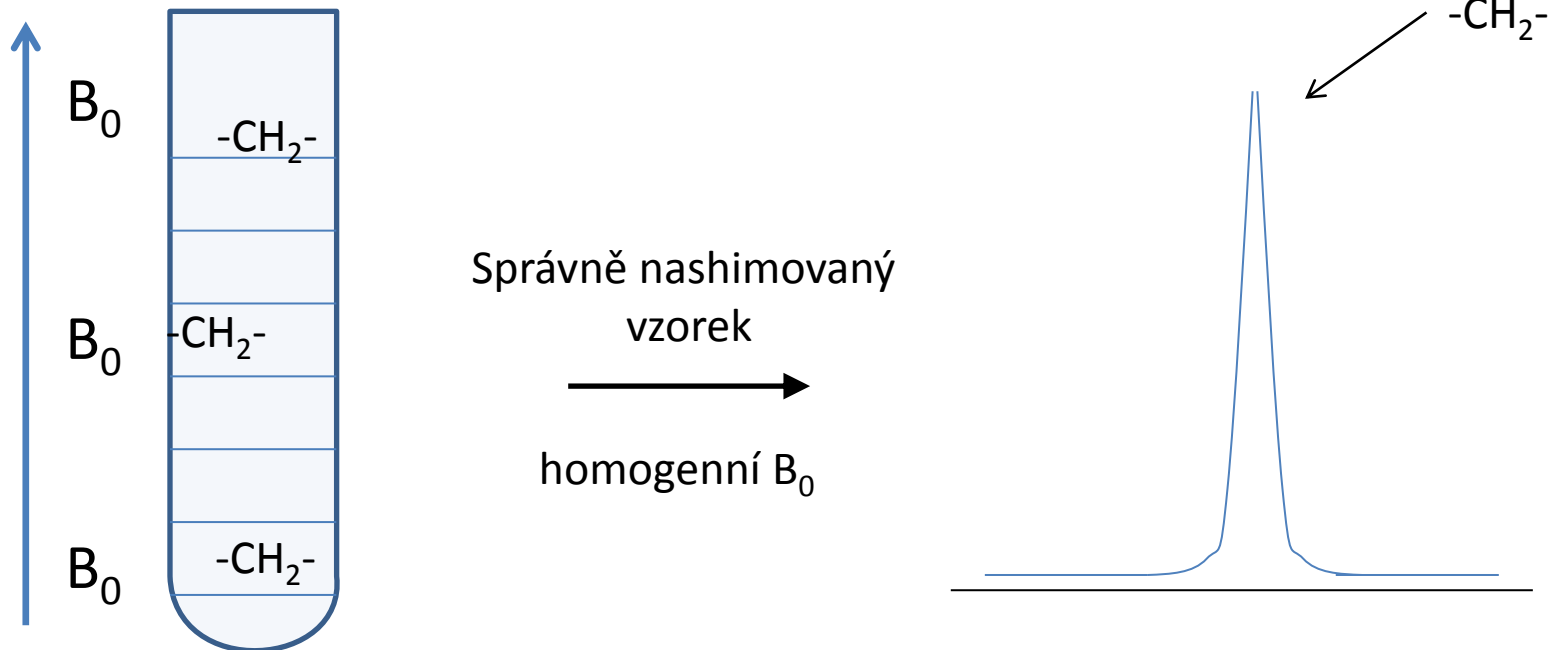 -CH₂-
B₀
-CH₂-
Správně nashimovaný
vzorek
B₀
-CH₂-
homogenní B₀
B₀
-CH₂-